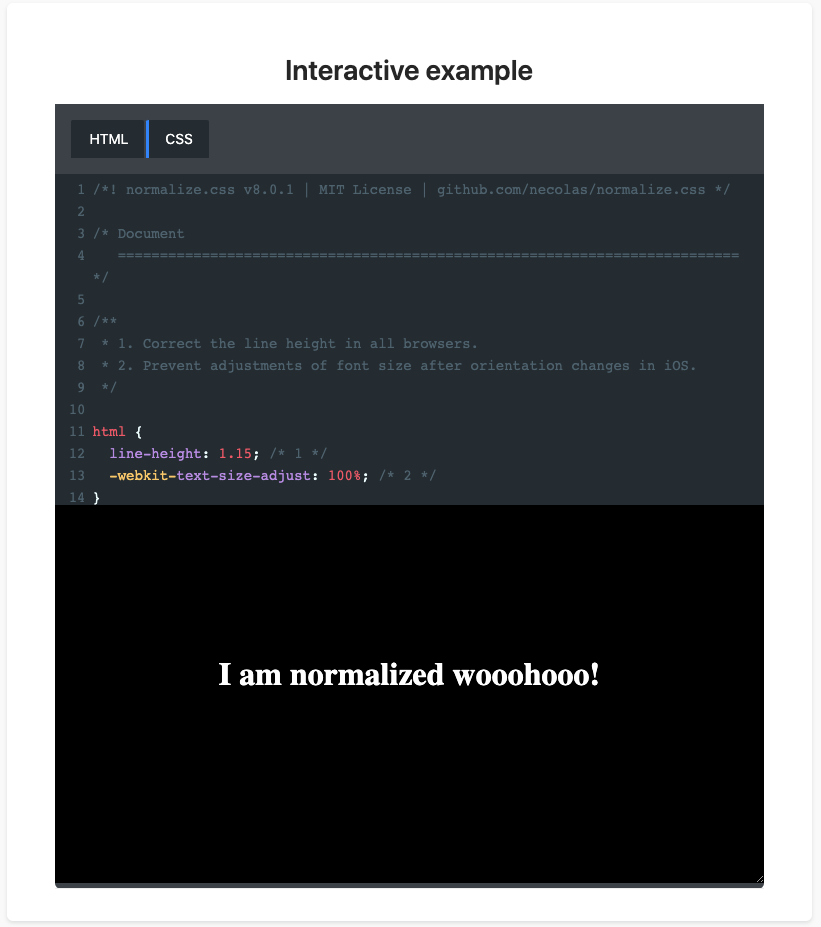 Interactive example
HTML CSS
1 /*! normalize.css v8.0.1 | MIT License | github.com/necolas/normalize.css */
2
3 /* Document
4    ========================================================================== 
*/
5
6 /**
7  * 1. Correct the line height in all browsers.
8  * 2. Prevent adjustments of font size after orientation changes in iOS.
9  */
10
11 html {
12   line-height: 1.15; /* 1 */
13   -webkit-text-size-adjust: 100%; /* 2 */
14 }
I am normalized wooohooo!